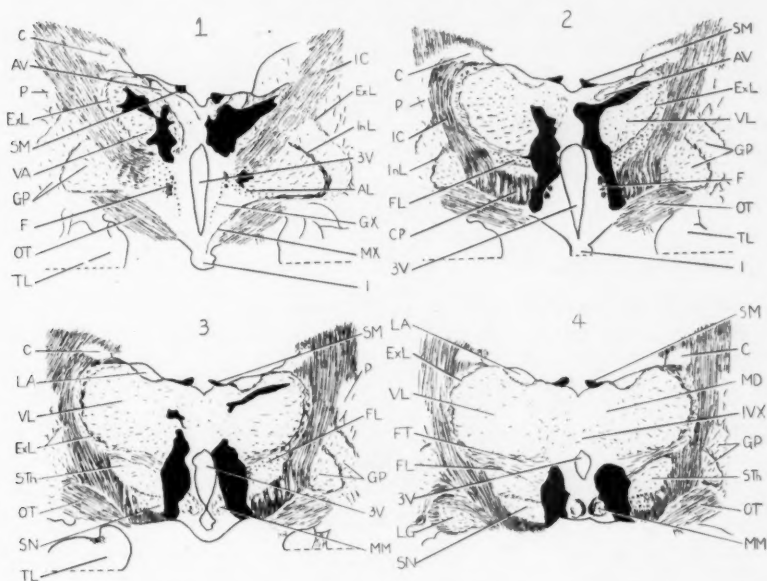 1
C
AV
P
ExL
SM
VA
GP
F
OT
TL
IC
ExL
InL
3V
AL
GX
MX
I
2
C
P
IC
InL
FL
CP
3V
SM
AV
ExL
VL
GP
F
OT
TL
I
3
C
LA
VL
ExL
STh
OT
SN
TL
SM
P
FL
GP
3V
MM
4
LA
ExL
VL
FT
FL
3V
LG
SN
SM
C
MD
IVX
GP
STh
OT
MM